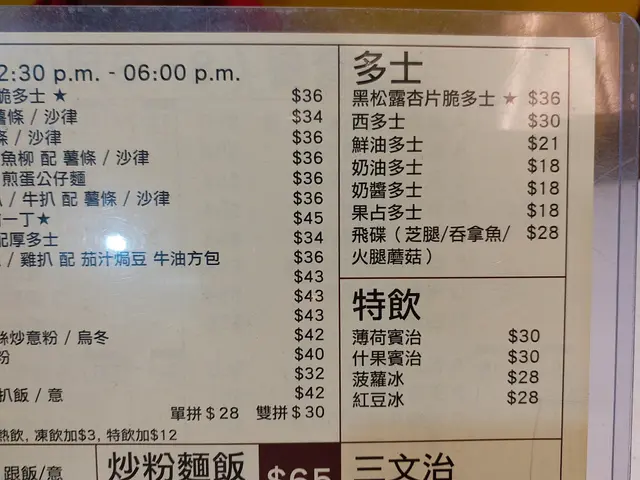 2:30 p.m. - 06:00 p.m.
脆多士 ★ $36
薯條 / 沙律 $34
條 / 沙律 $36
魚柳 配 薯條 / 沙律 $36
煎蛋公仔麵 $36
/ 牛扒 配 薯條 / 沙律 $36
一丁★ $45
配厚多士 $34
/ 雞扒 配 茄汁焗豆 牛油方包 $36
$43
$43
$43
絲炒意粉 / 烏冬 $42
粉 $40
$32
扒飯 / 意 $42
單拼 $28 雙拼 $30
熱飲, 凍飲加$3, 特飲加$12
跟飯/意
炒粉麵飯 $65
多士
黑松露杏片脆多士 ★ $36
西多士 $30
鮮油多士 $21
奶油多士 $18
奶醬多士 $18
果占多士 $18
飛碟（芝腿/吞拿魚/ $28
火腿蘑菇）
特飲
薄荷賓治 $30
什果賓治 $30
菠蘿冰 $28
紅豆冰 $28
三文治